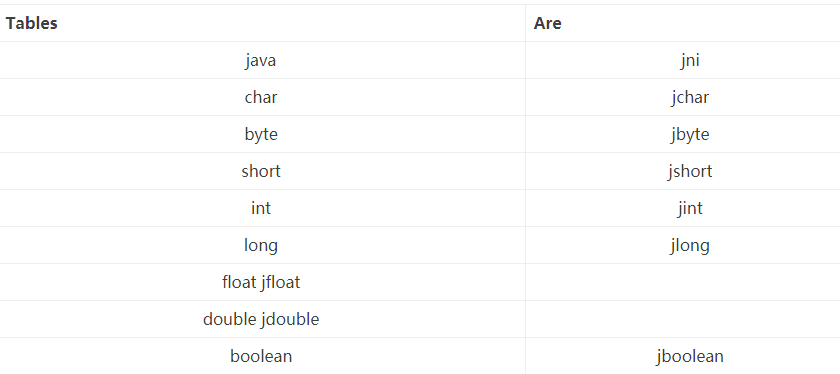 Tables Are
java jni
char jchar
byte jbyte
short jshort
int jint
long jlong
float jfloat
double jdouble
boolean jboolean